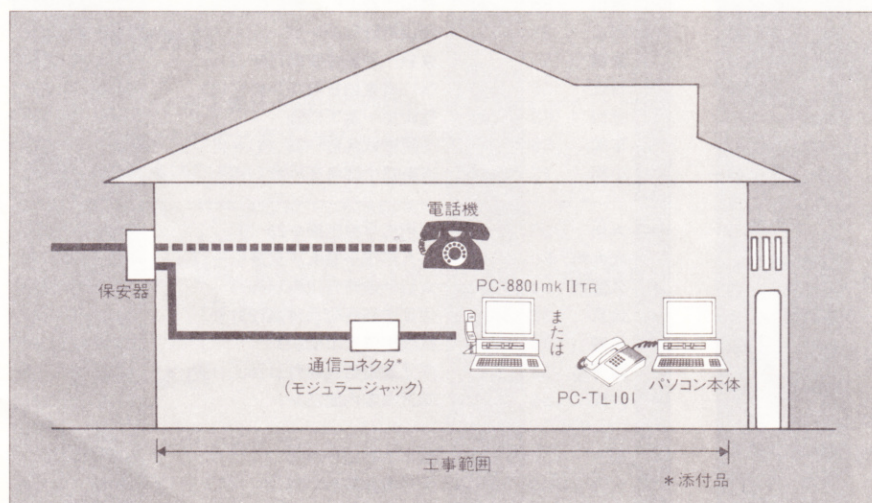 電話機
保安器
PC-8801mkⅡTR
または
通信コネクタ*
(モジュラージャック)
PC-TL101
パソコン本体
工事範囲
*添付品